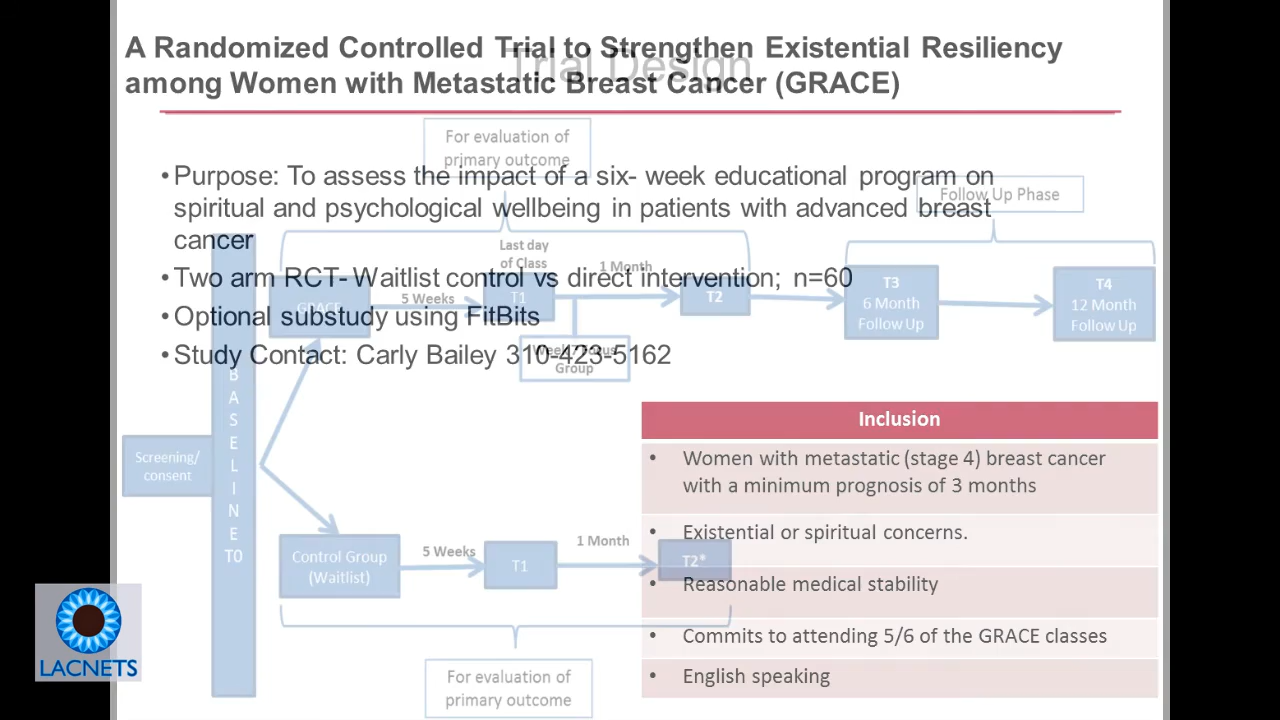 A Randomized Controlled Trial to Strengthen Existential Resiliency
among Women with Metastatic Breast Cancer (GRACE)
Trial Design
• Purpose: To assess the impact of a six- week educational program on
spiritual and psychological wellbeing in patients with advanced breast
cancer
• Two arm RCT- Waitlist control vs direct intervention; n=60
• Optional substudy using FitBits
• Study Contact: Carly Bailey 310-423-5162
For evaluation of
primary outcome
Follow Up Phase
Last day
of Class
1 Month
GRACE
5 Weeks
T1
T2
T3
6 Month
Follow Up
T4
12 Month
Follow Up
Group
BASELINE
T0
Screening/
consent
Control Group
(Waitlist)
5 Weeks
T1
1 Month
T2*
For evaluation of
primary outcome
Inclusion
• Women with metastatic (stage 4) breast cancer
with a minimum prognosis of 3 months
• Existential or spiritual concerns.
• Reasonable medical stability
• Commits to attending 5/6 of the GRACE classes
• English speaking
LACNETS